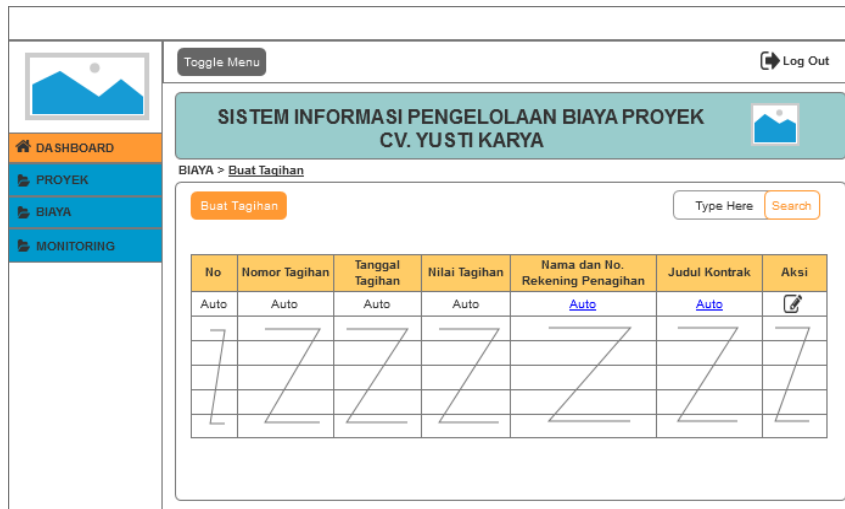 Toggle Menu
Log Out
SISTEM INFORMASI PENGELOLAAN BIAYA PROYEK
CV. YUSTI KARYA
DASHBOARD
PROYEK
BIAYA
MONITORING
BIAYA > Buat Tagihan
Buat Tagihan
Type Here Search
No Nomor Tagihan Tanggal Tagihan Nilai Tagihan Nama dan No. Rekening Penagihan Judul Kontrak Aksi
Auto Auto Auto Auto Auto Auto